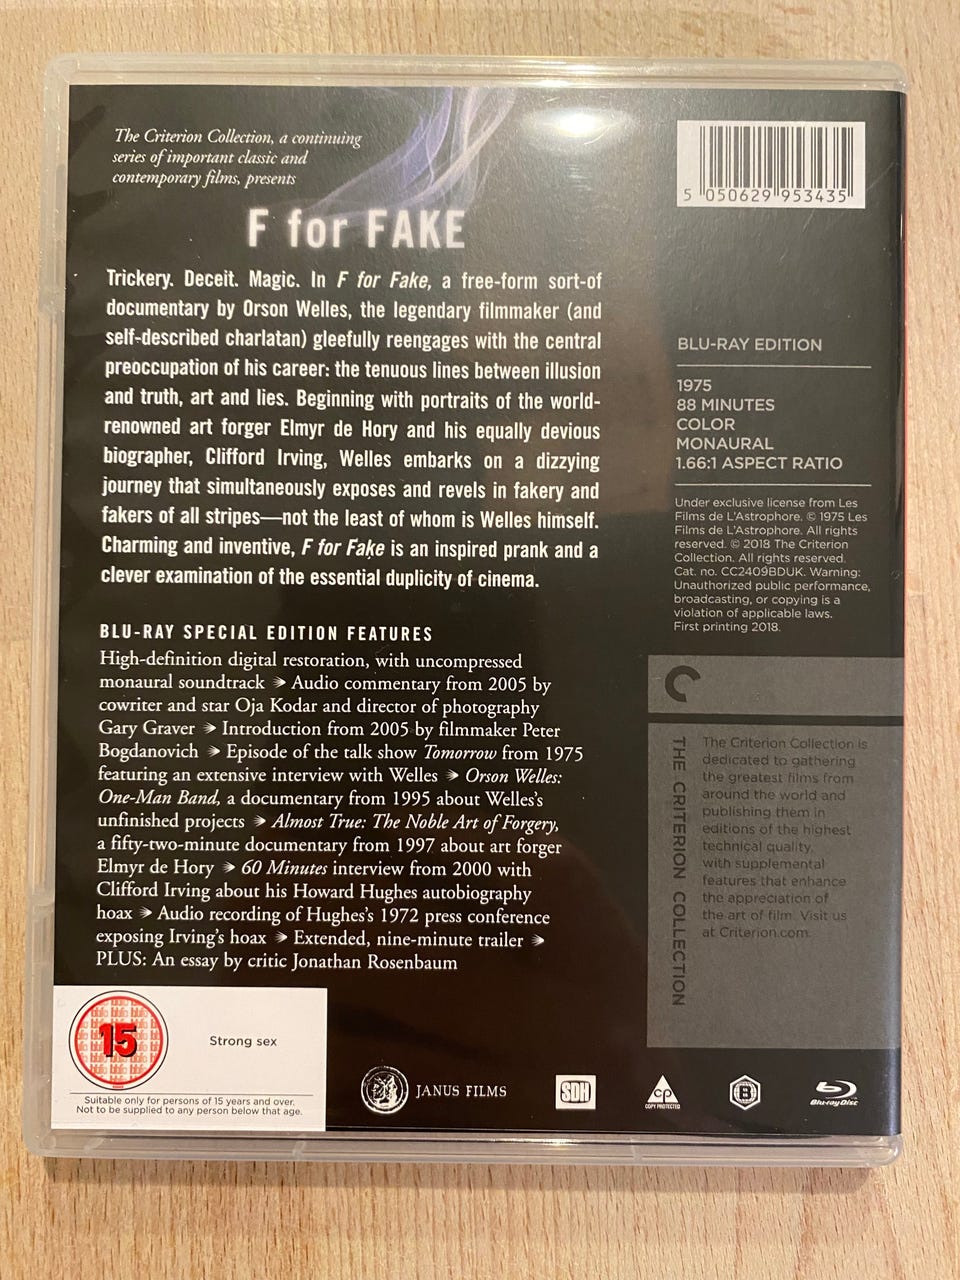 The Criterion Collection, a continuing
series of important classic and
contemporary films, presents
F for FAKE
Trickery. Deceit. Magic. In F for Fake, a free-form sort-of
documentary by Orson Welles, the legendary filmmaker (and
self-described charlatan) gleefully reengages with the central
preoccupation of his career: the tenuous lines between illusion
and truth, art and lies. Beginning with portraits of the world-
renowned art forger Elmyr de Hory and his equally devious
biographer, Clifford Irving, Welles embarks on a dizzying
journey that simultaneously exposes and revels in fakery and
fakers of all stripes—not the least of whom is Welles himself.
Charming and inventive, F for Fake is an inspired prank and a
clever examination of the essential duplicity of cinema.
BLU-RAY SPECIAL EDITION FEATURES
High-definition digital restoration, with uncompressed
monaural soundtrack ➳ Audio commentary from 2005 by
cowriter and star Oja Kodar and director of photography
Gary Graver ➳ Introduction from 2005 by filmmaker Peter
Bogdanovich ➳ Episode of the talk show Tomorrow from 1975
featuring an extensive interview with Welles ➳ Orson Welles:
One-Man Band, a documentary from 1995 about Welles's
unfinished projects ➳ Almost True: The Noble Art of Forgery,
a fifty-two-minute documentary from 1997 about art forger
Elmyr de Hory ➳ 60 Minutes interview from 2000 with
Clifford Irving about his Howard Hughes autobiography
hoax ➳ Audio recording of Hughes's 1972 press conference
exposing Irving's hoax ➳ Extended, nine-minute trailer ➳
PLUS: An essay by critic Jonathan Rosenbaum
5 050629 953435
BLU-RAY EDITION
1975
88 MINUTES
COLOR
MONAURAL
1.66:1 ASPECT RATIO
Under exclusive license from Les
Films de L'Astrophore. © 1975 Les
Films de L'Astrophore. All rights
reserved. © 2018 The Criterion
Collection. All rights reserved.
Cat. no. CC2409BDUK. Warning:
Unauthorized public performance,
broadcasting, or copying is a
violation of applicable laws.
First printing 2018.
THE CRITERION COLLECTION
The Criterion Collection is
dedicated to gathering
the greatest films from
around the world and
publishing them in
editions of the highest
technical quality,
with supplemental
features that enhance
the appreciation of
the art of film. Visit us
at Criterion.com.
15
Strong sex
Suitable only for persons of 15 years and over.
Not to be supplied to any person below that age.
JANUS FILMS
SDH
CP
COPY PROTECTED
B
Blu-ray Disc